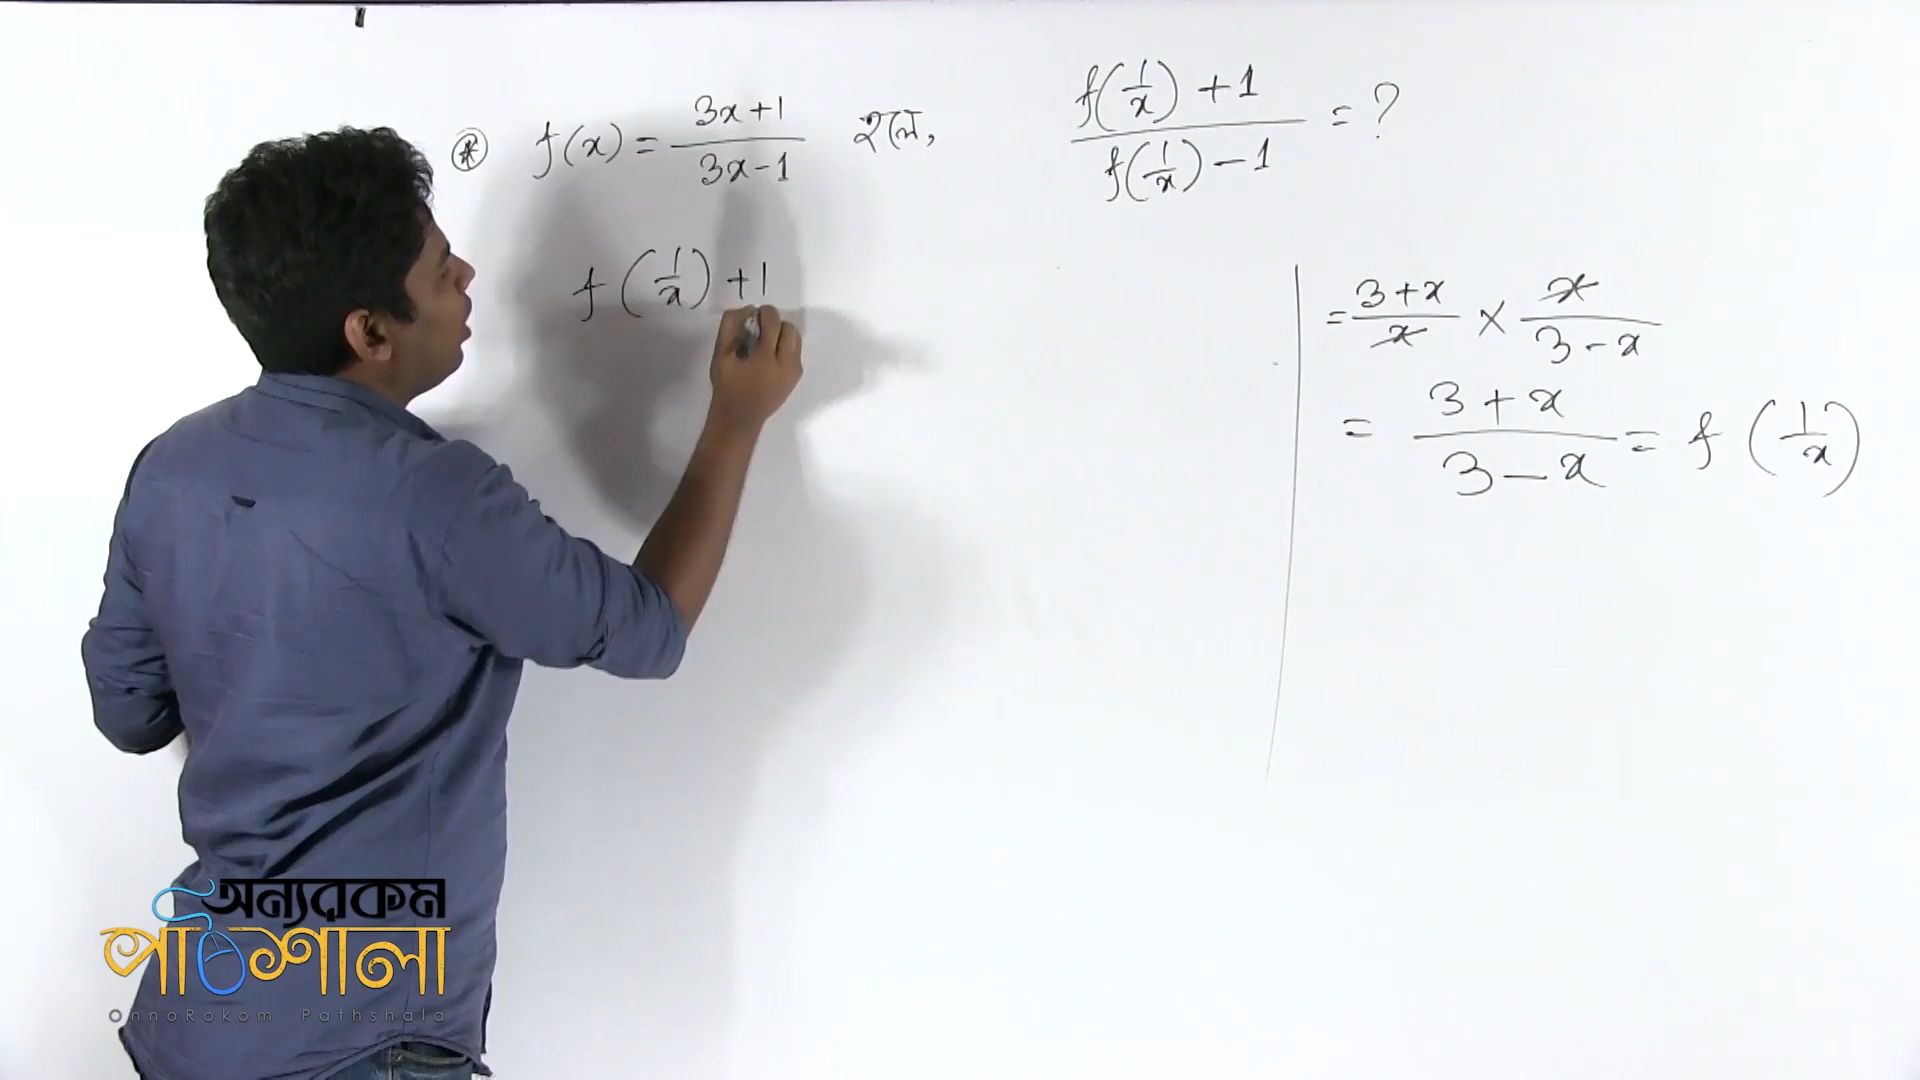 ⊛ f(x) = (3x+1)/(3x-1) হলে, (f(1/x) + 1)/(f(1/x) - 1) = ?
f(1/x) + 1
= (3+x)/x × x/(3-x)
= (3+x)/(3-x) = f(1/x)
অন্যরকম
পাঠশালা
OnnoRokom Pathshala